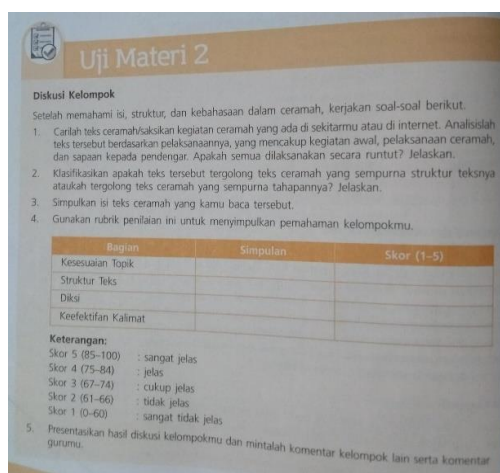 Uji Materi 2
Diskusi Kelompok
Setelah memahami isi, struktur, dan kebahasaan dalam ceramah, kerjakan soal-soal berikut.
1. Carilah teks ceramah/saksikan kegiatan ceramah yang ada di sekitarmu atau di internet. Analisislah
teks tersebut berdasarkan pelaksanaannya, yang mencakup kegiatan awal, pelaksanaan ceramah,
dan sapaan kepada pendengar. Apakah semua dilaksanakan secara runtut? Jelaskan.
2. Klasifikasikan apakah teks tersebut tergolong teks ceramah yang sempurna struktur teksnya
ataukah tergolong teks ceramah yang sempurna tahapannya? Jelaskan.
3. Simpulkan isi teks ceramah yang kamu baca tersebut.
4. Gunakan rubrik penilaian ini untuk menyimpulkan pemahaman kelompokmu.
Bagian Simpulan Skor (1–5)
Kesesuaian Topik
Struktur Teks
Diksi
Keefektifan Kalimat
Keterangan:
Skor 5 (85–100) : sangat jelas
Skor 4 (75–84) : jelas
Skor 3 (67–74) : cukup jelas
Skor 2 (61–66) : tidak jelas
Skor 1 (0–60) : sangat tidak jelas
5. Presentasikan hasil diskusi kelompokmu dan mintalah komentar kelompok lain serta komentar
gurumu.